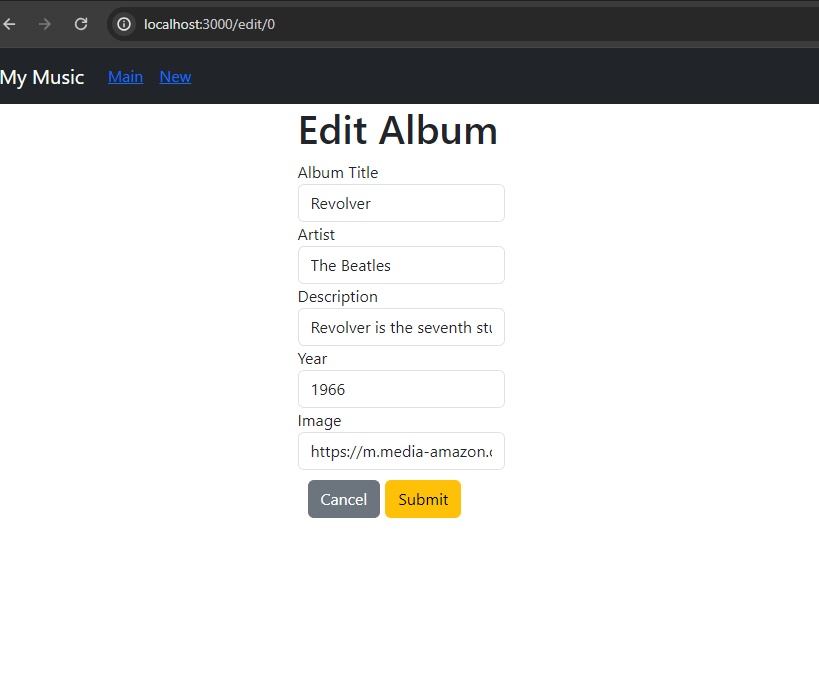 localhost:3000/edit/0
My Music Main New
Edit Album
Album Title
Revolver
Artist
The Beatles
Description
Revolver is the seventh stu
Year
1966
Image
https://m.media-amazon.c
Cancel Submit